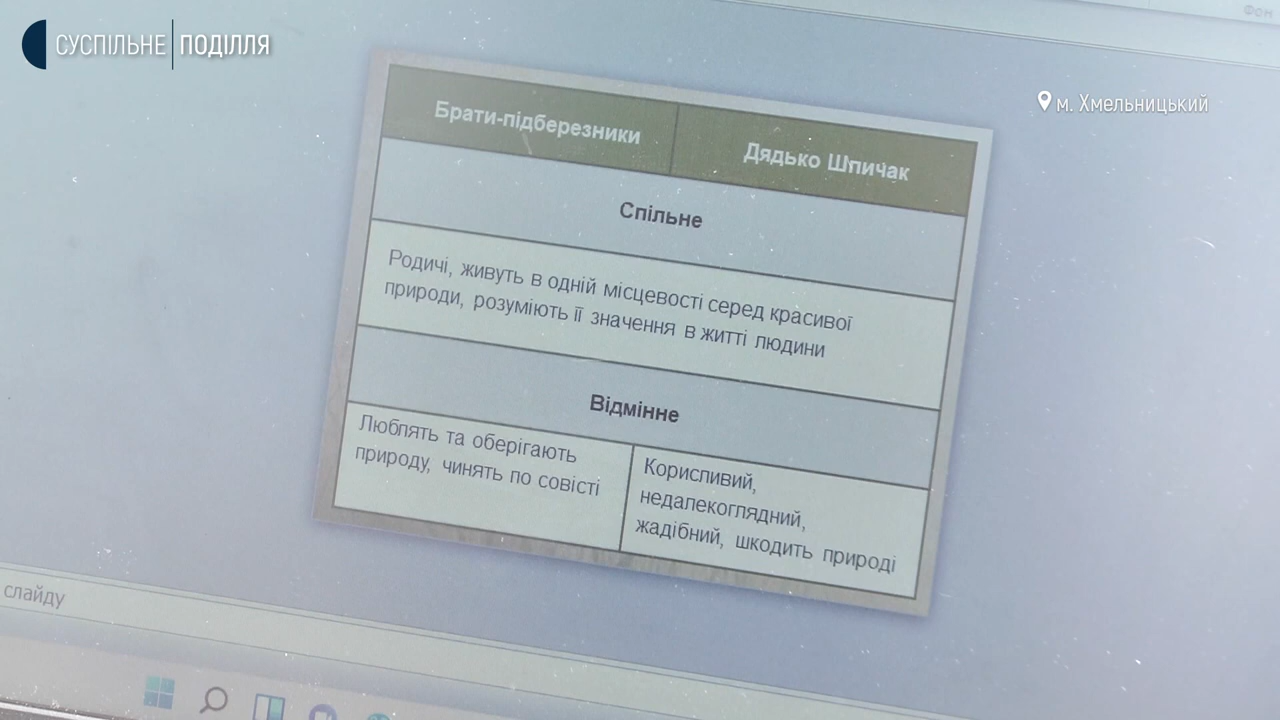 СУСПІЛЬНЕ ПОДІЛЛЯ
Фон
м. Хмельницький
Брати-підберезники
Дядько Шпичак
Спільне
Родичі, живуть в одній місцевості серед красивої
природи, розуміють її значення в житті людини
Відмінне
Люблять та оберігають
природу, чинять по совісті
Корисливий,
недалекоглядний,
жадібний, шкодить природі
слайду